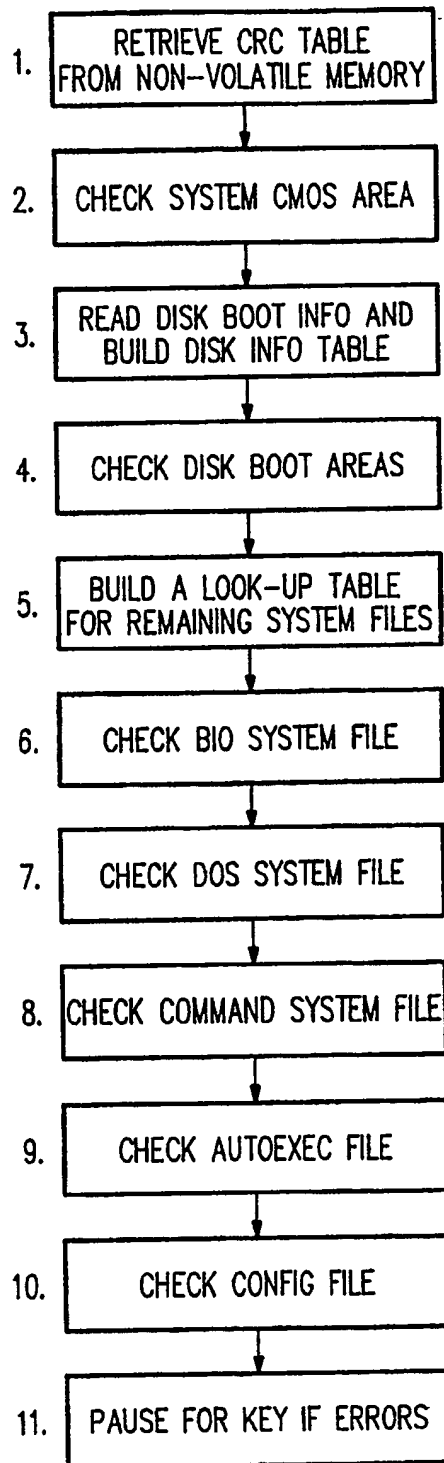 1. RETRIEVE CRC TABLE
FROM NON-VOLATILE MEMORY
2. CHECK SYSTEM CMOS AREA
3. READ DISK BOOT INFO AND
BUILD DISK INFO TABLE
4. CHECK DISK BOOT AREAS
5. BUILD A LOOK-UP TABLE
FOR REMAINING SYSTEM FILES
6. CHECK BIO SYSTEM FILE
7. CHECK DOS SYSTEM FILE
8. CHECK COMMAND SYSTEM FILE
9. CHECK AUTOEXEC FILE
10. CHECK CONFIG FILE
11. PAUSE FOR KEY IF ERRORS